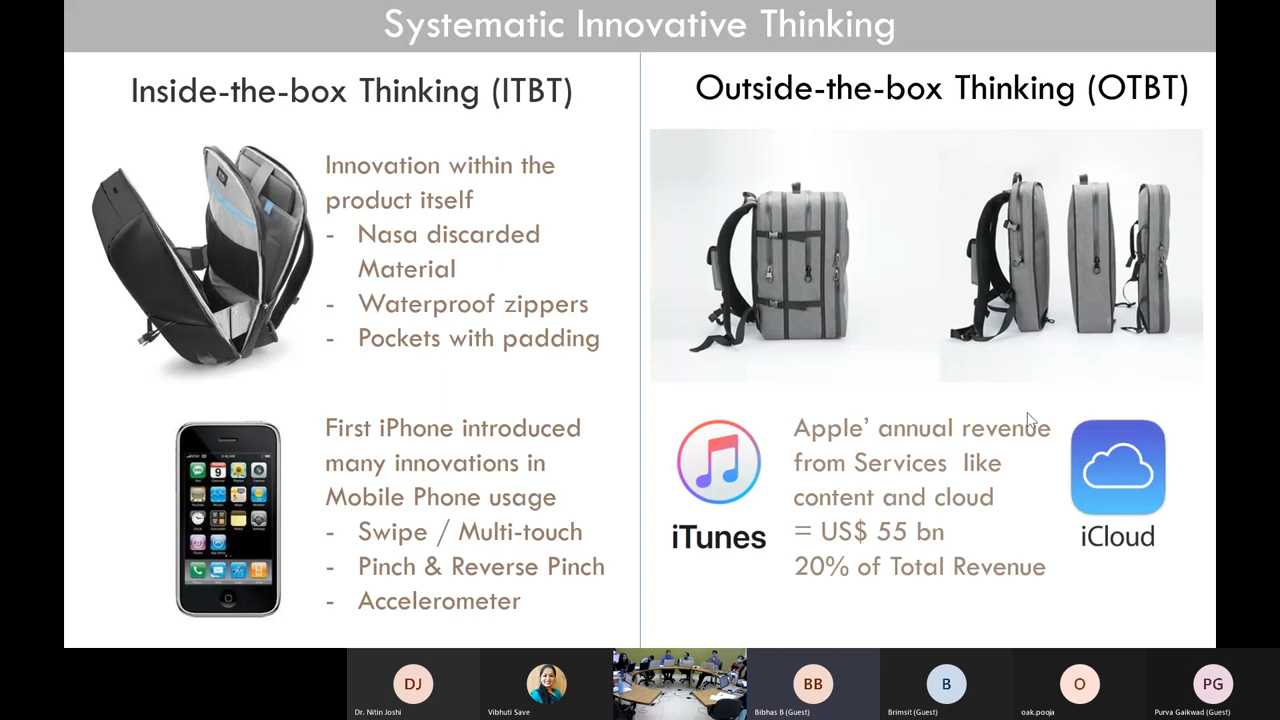 Systematic Innovative Thinking
Inside-the-box Thinking (ITBT)
Innovation within the
product itself
- Nasa discarded
Material
- Waterproof zippers
- Pockets with padding
First iPhone introduced
many innovations in
Mobile Phone usage
- Swipe / Multi-touch
- Pinch & Reverse Pinch
- Accelerometer
Outside-the-box Thinking (OTBT)
iTunes
Apple’ annual revenue
from Services like
content and cloud
= US$ 55 bn
20% of Total Revenue
iCloud
DJ
Dr. Nitin Joshi
Vibhuti Save
BB
Bibhas B (Guest)
B
Brimsit (Guest)
O
oak.pooja
PG
Purva Gaikwad (Guest)